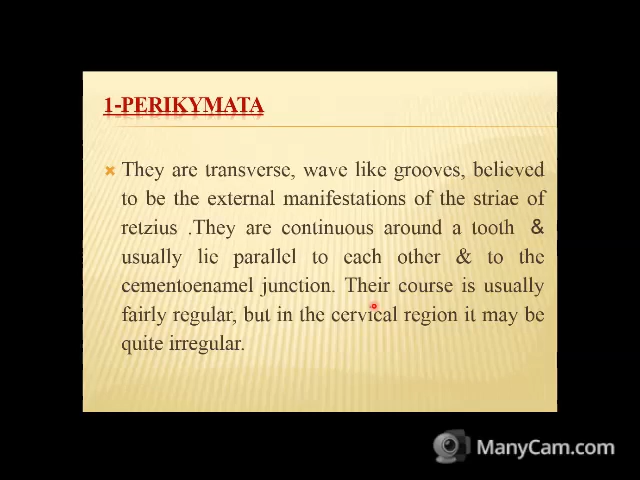 1-PERIKYMATA
They are transverse, wave like grooves, believed
to be the external manifestations of the striae of
retzius .They are continuous around a tooth &
usually lie parallel to each other & to the
cementoenamel junction. Their course is usually
fairly regular, but in the cervical region it may be
quite irregular.
ManyCam.com